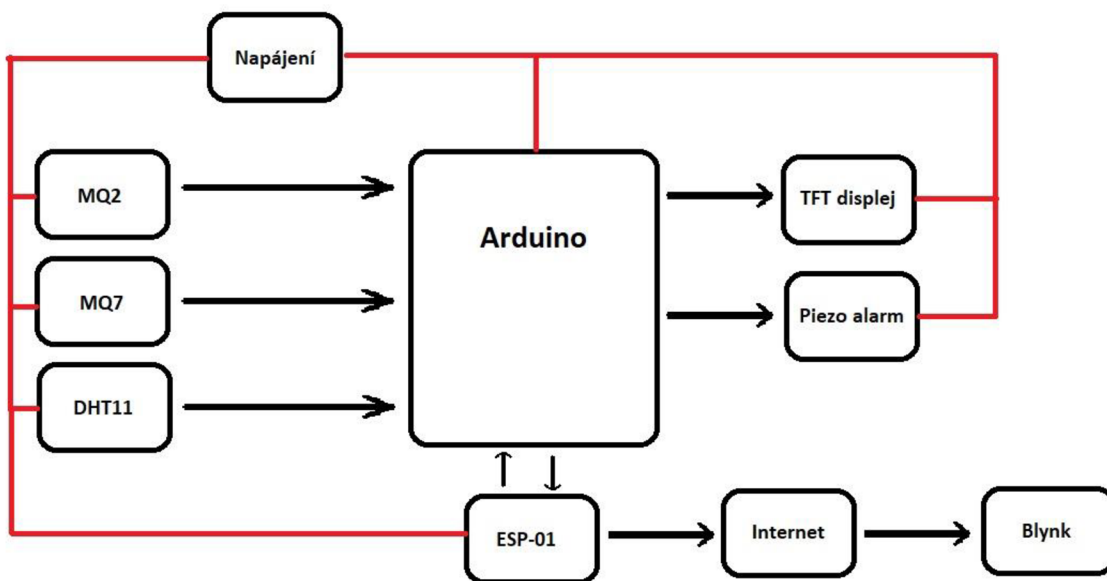 Napájení
MQ2
Arduino
TFT displej
MQ7
Piezo alarm
DHT11
ESP-01
Internet
Blynk